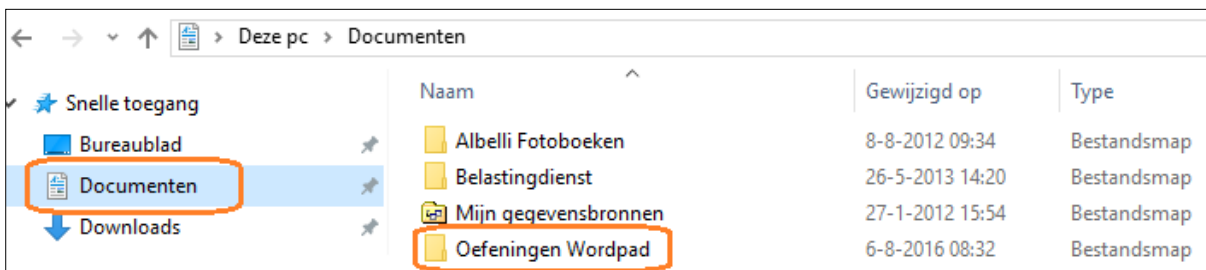 Deze pc > Documenten
Snelle toegang
Bureaublad
Documenten
Downloads
Naam Gewijzigd op Type
Albelli Fotoboeken 8-8-2012 09:34 Bestandsmap
Belastingdienst 26-5-2013 14:20 Bestandsmap
Mijn gegevensbronnen 27-1-2012 15:54 Bestandsmap
Oefeningen Wordpad 6-8-2016 08:32 Bestandsmap